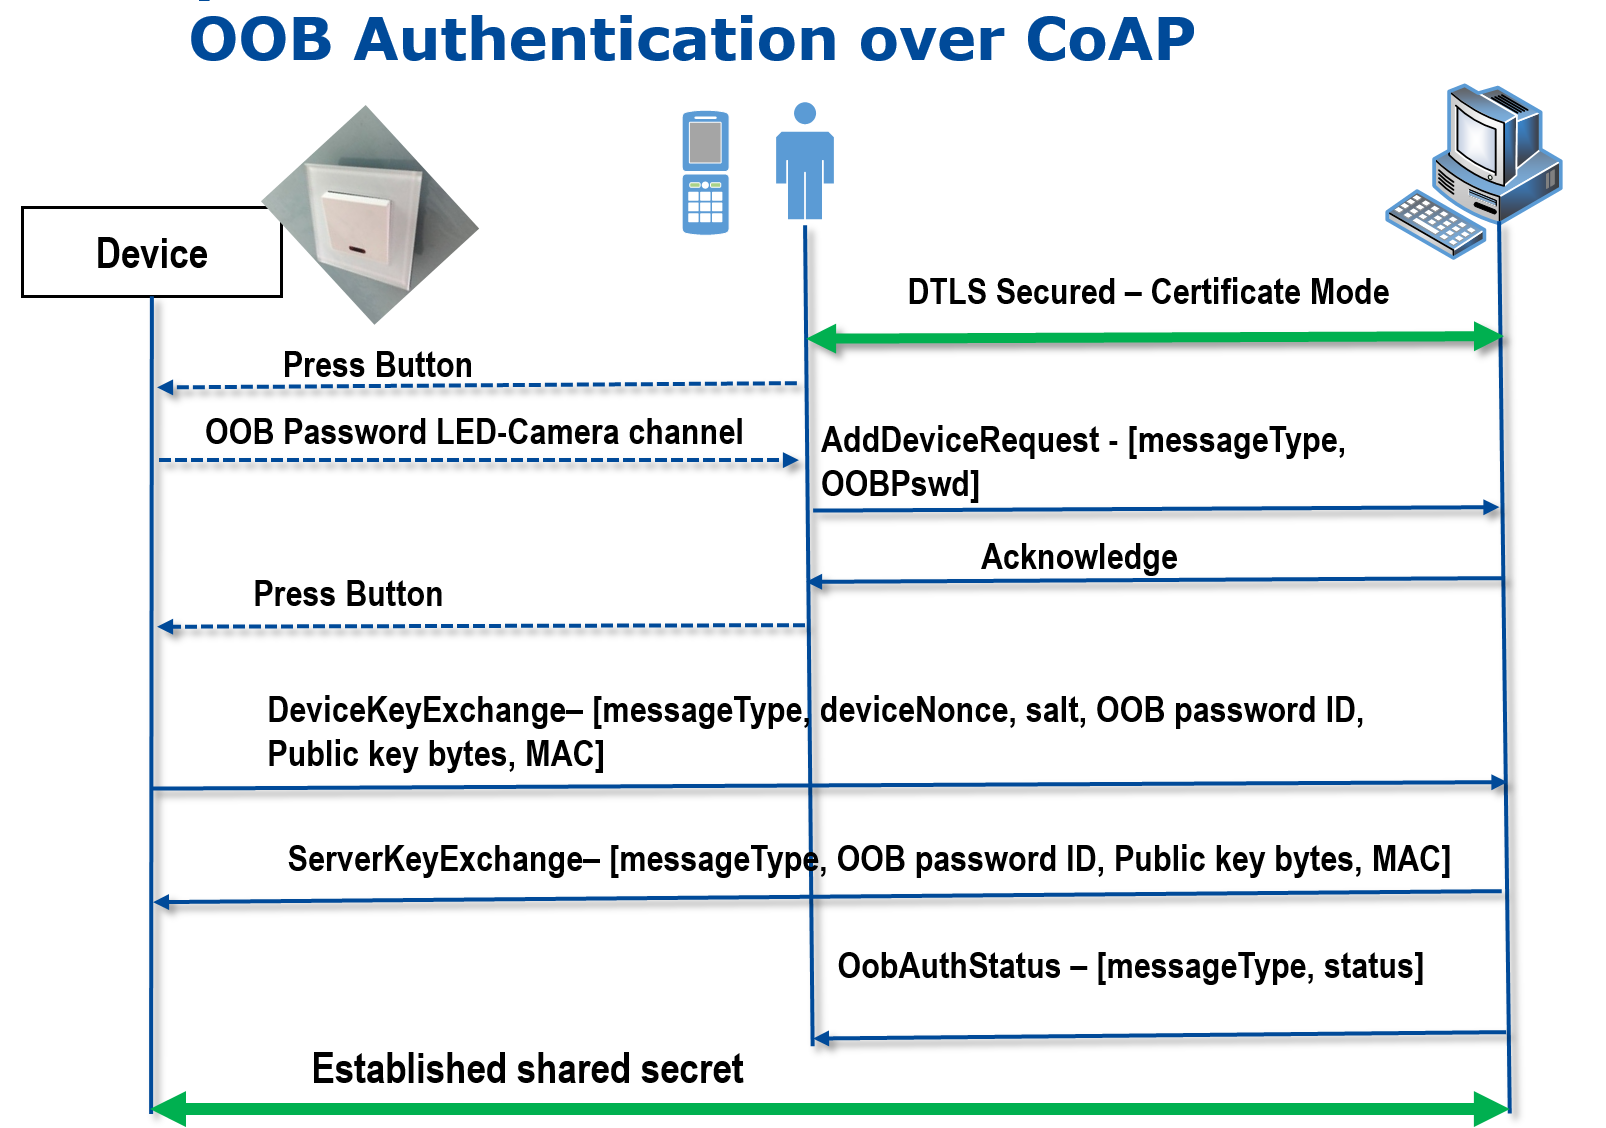 OOB Authentication over CoAP
Device
DTLS Secured – Certificate Mode
Press Button
OOB Password LED-Camera channel
AddDeviceRequest - [messageType,
OOBPswd]
Acknowledge
Press Button
DeviceKeyExchange– [messageType, deviceNonce, salt, OOB password ID,
Public key bytes, MAC]
ServerKeyExchange– [messageType, OOB password ID, Public key bytes, MAC]
OobAuthStatus – [messageType, status]
Established shared secret